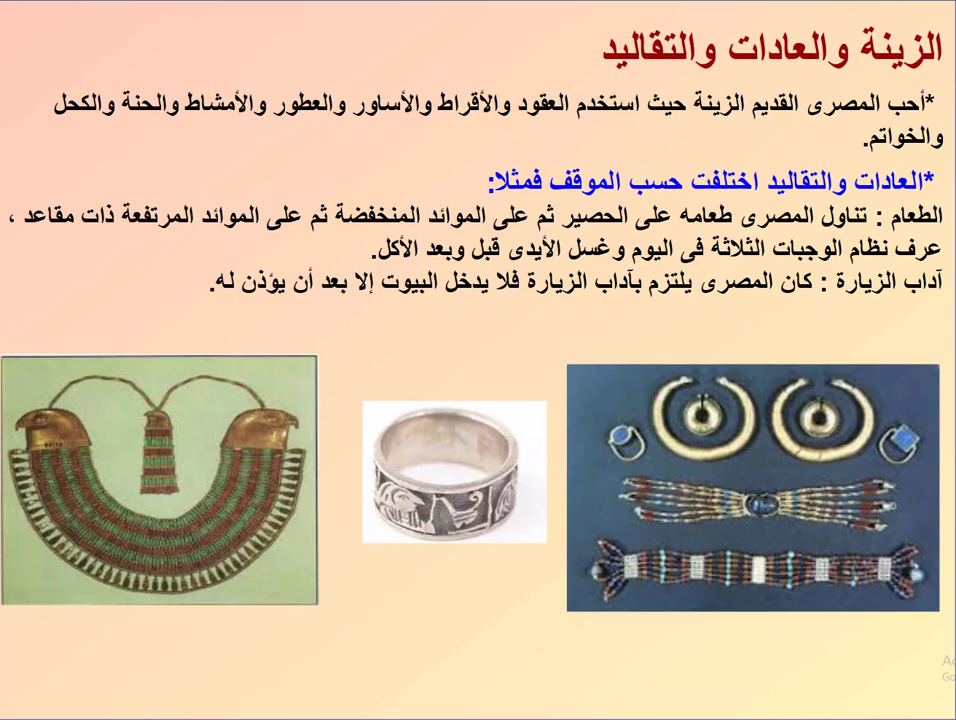 الزينة والعادات والتقاليد
*أحب المصرى القديم الزينة حيث استخدم العقود والأقراط والأساور والعطور والأمشاط والحنة والكحل
والخواتم.
*العادات والتقاليد اختلفت حسب الموقف فمثلا:
الطعام : تناول المصرى طعامه على الحصير ثم على الموائد المنخفضة ثم على الموائد المرتفعة ذات مقاعد ،
عرف نظام الوجبات الثلاثة فى اليوم وغسل الأيدى قبل وبعد الأكل.
آداب الزيارة : كان المصرى يلتزم بآداب الزيارة فلا يدخل البيوت إلا بعد أن يؤذن له.